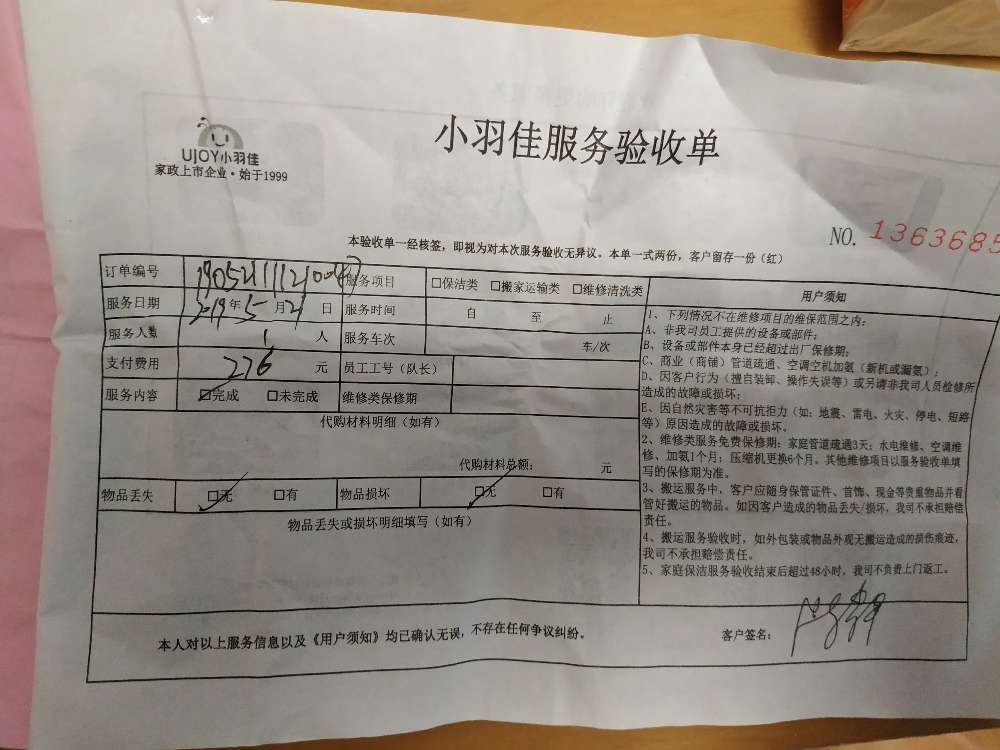 小羽佳服务验收单
UJOY小羽佳
家政上市企业·始于1999
NO. 1363685
本验收单一经核签，即视为对本次服务验收无异议。本单一式两份，客户留存一份（红）
订单编号 服务项目 □保洁类 □搬家运输类 □维修清洗类
服务日期 2019年5月21日 服务时间 自 至 止
服务人数 1 人 服务车次 车/次
支付费用 276 元 员工工号（队长）
服务内容 ☑完成 □未完成 维修类保修期
代购材料明细（如有）
代购材料总额： 元
物品丢失 ☑无 □有 物品损坏 ☑无 □有
物品丢失或损坏明细填写（如有）
用户须知
1、下列情况不在维修项目的维保范围之内：
A、非我司员工提供的设备或部件；
B、设备或部件本身已经超过出厂保修期；
C、商业（商铺）管道疏通、空调空机加氨（新机或漏氨）；
D、因客户行为（擅自装卸、操作失误等）或另请非我司人员检修所
造成的故障或损坏；
E、因自然灾害等不可抗拒力（如：地震、雷电、火灾、停电、短路
等）原因造成的故障或损坏。
2、维修类服务免费保修期：家庭管道疏通3天；水电维修、空调维
修、加氨1个月；压缩机更换6个月。其他维修项目以服务验收单填
写的保修期为准。
3、搬运服务中，客户应随身保管证件、首饰、现金等贵重物品并看
管好搬运的物品。如因客户造成的物品丢失/损坏，我司不承担赔偿
责任。
4、搬运服务验收时，如外包装或物品外观无搬运造成的损伤痕迹，
我司不承担赔偿责任。
5、家庭保洁服务验收结束后超过48小时，我司不负责上门返工。
本人对以上服务信息以及《用户须知》均已确认无误，不存在任何争议纠纷。 客户签名：